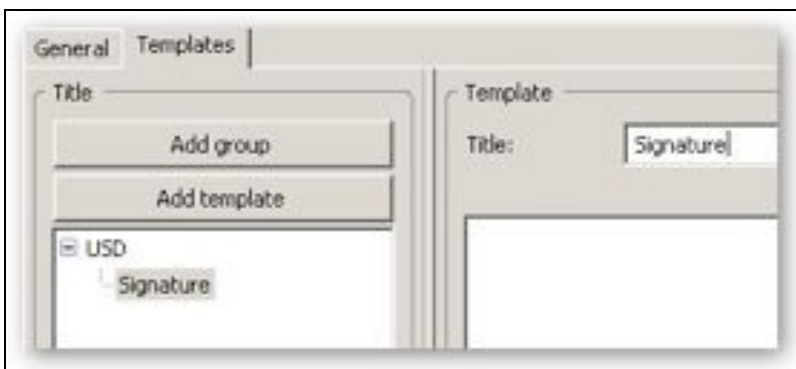 General Templates
Title
Add group
Add template
USD
Signature
Template
Title: Signature